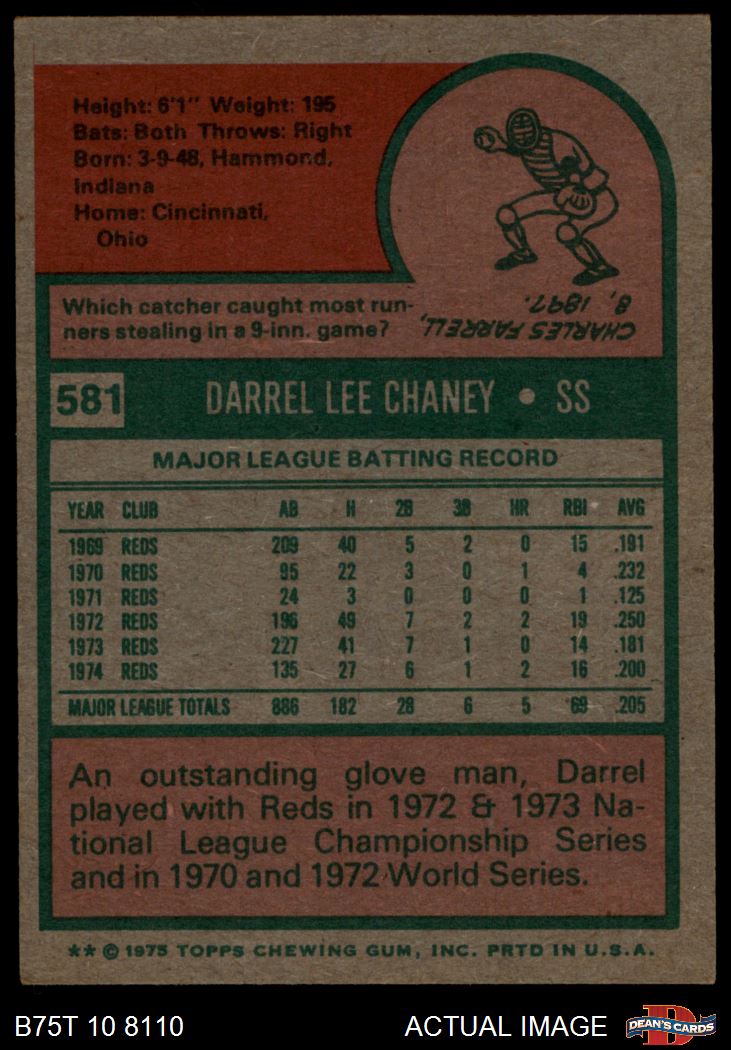 Height: 6'1" Weight: 195
Bats: Both Throws: Right
Born: 3-9-48, Hammond,
Indiana
Home: Cincinnati,
Ohio
Which catcher caught most run-
ners stealing in a 9-inn. game?
CHARLES FARRELL,
8, 1897.
581 DARREL LEE CHANEY • SS
MAJOR LEAGUE BATTING RECORD
YEAR CLUB AB H 2B 3B HR RBI AVG
1969 REDS 209 40 5 2 0 15 .191
1970 REDS 95 22 3 0 1 4 .232
1971 REDS 24 3 0 0 0 1 .125
1972 REDS 196 49 7 2 2 19 .250
1973 REDS 227 41 7 1 0 14 .181
1974 REDS 135 27 6 1 2 16 .200
MAJOR LEAGUE TOTALS 886 182 28 6 5 69 .205
An outstanding glove man, Darrel
played with Reds in 1972 & 1973 Na-
tional League Championship Series
and in 1970 and 1972 World Series.
** © 1975 TOPPS CHEWING GUM, INC. PRTD IN U.S.A.
B75T 10 8110 ACTUAL IMAGE
DEAN'S CARDS